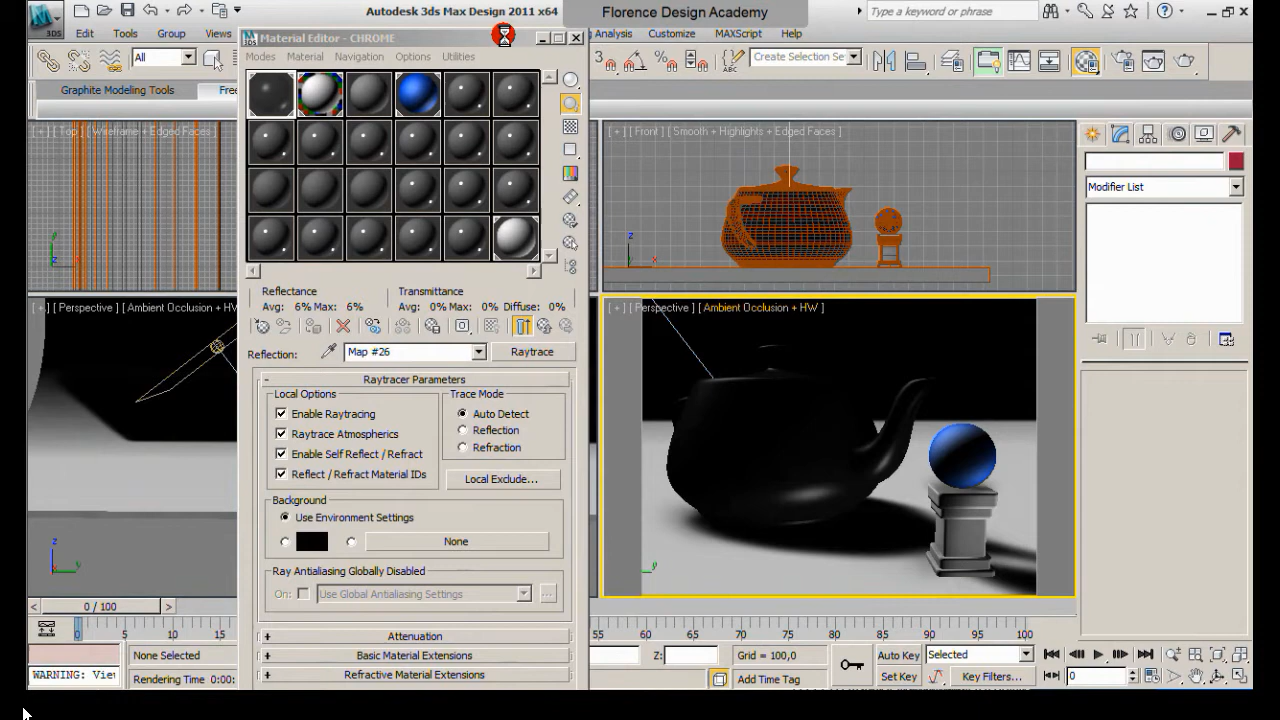 Autodesk 3ds Max Design 2011 x64
Florence Design Academy
Type a keyword or phrase
3DS
Edit
Tools
Group
Views
Analysis
Customize
MAXScript
Help
Material Editor - CHROME
Modes
Material
Navigation
Options
Utilities
All
Create Selection Se
Graphite Modeling Tools
Free
[ + ] [ Top ] [ Wireframe + Edged Faces ]
[ + ] [ Front ] [ Smooth + Highlights + Edged Faces ]
Modifier List
z
y
z
x
Reflectance
Transmittance
Avg: 6% Max: 6%
Avg: 0% Max: 0% Diffuse: 0%
[ + ] [ Perspective ] [ Ambient Occlusion + HW
[ + ] [ Perspective ] [ Ambient Occlusion + HW ]
Reflection:
Map #26
Raytrace
- Raytracer Parameters
Local Options
Enable Raytracing
Raytrace Atmospherics
Enable Self Reflect / Refract
Reflect / Refract Material IDs
Trace Mode
Auto Detect
Reflection
Refraction
Local Exclude...
Background
Use Environment Settings
None
Ray Antialiasing Globally Disabled
On:
Use Global Antialiasing Settings
...
+ Attenuation
+ Basic Material Extensions
+ Refractive Material Extensions
z
y
y
< 0 / 100 >
0 5 10 15
55 60 65 70 75 80 85 90 95 100
None Selected
Z:
Grid = 100,0
Auto Key
Selected
WARNING: Viev
Rendering Time 0:00:
Add Time Tag
Set Key
Key Filters...
0